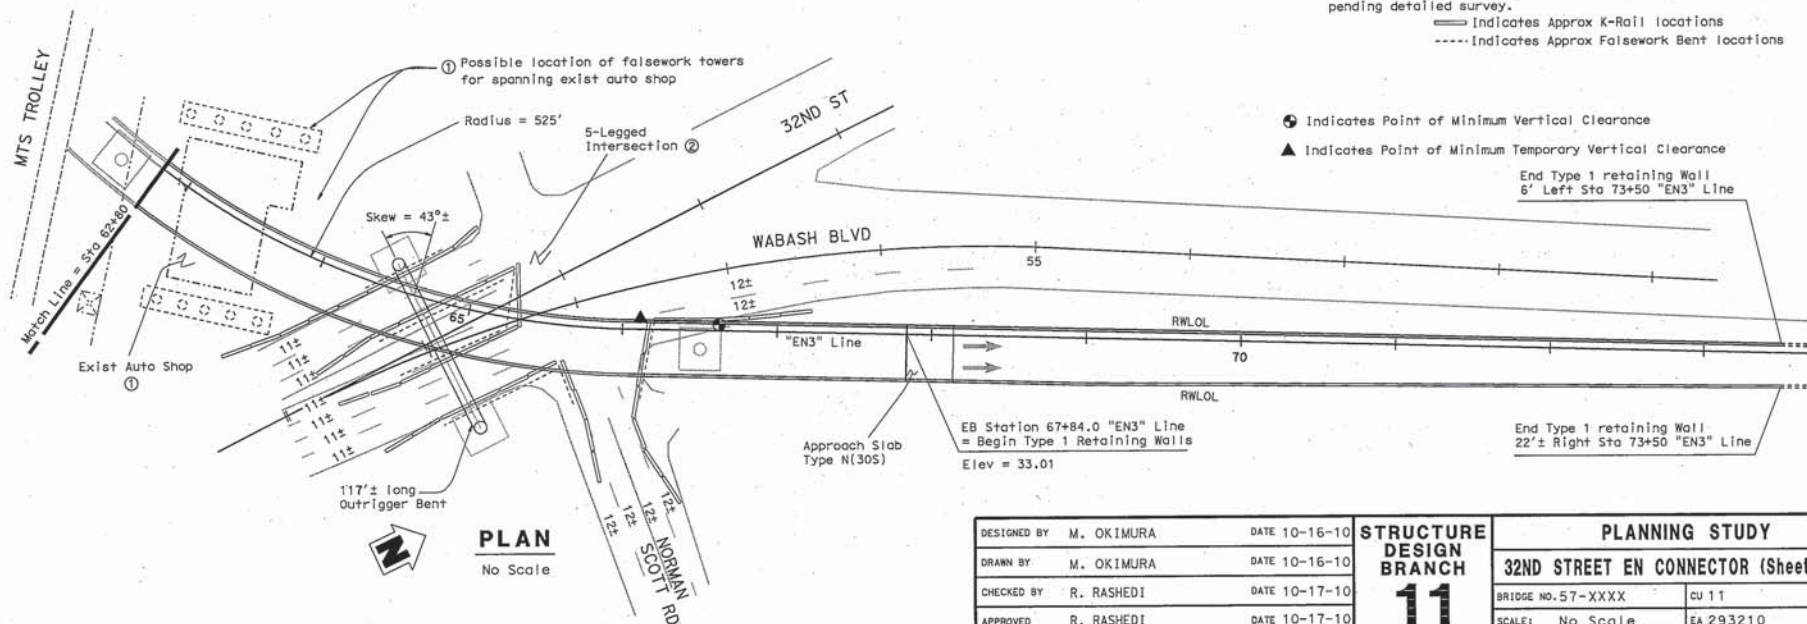 pending detailed survey.
Indicates Approx K-Rail locations
Indicates Approx Falsework Bent locations
MTS TROLLEY
① Possible location of falsework towers
for spanning exist auto shop
Radius = 525'
5-Legged
Intersection ②
32ND ST
Indicates Point of Minimum Vertical Clearance
Indicates Point of Minimum Temporary Vertical Clearance
End Type 1 retaining Wall
6' Left Sta 73+50 "EN3" Line
Skew = 43°±
WABASH BLVD
55
12±
12±
Match Line = Sta 62+80
65
"EN3" Line
RWLOL
70
RWLOL
Exist Auto Shop
①
11±
11±
11±
11±
11±
11±
Approach Slab
Type N(30S)
EB Station 67+84.0 "EN3" Line
= Begin Type 1 Retaining Walls
Elev = 33.01
End Type 1 retaining Wall
22'± Right Sta 73+50 "EN3" Line
117'± long
Outrigger Bent
12±
12±
12±
12±
NORMAN
SCOTT RD
N
PLAN
No Scale
DESIGNED BY M. OKIMURA DATE 10-16-10
DRAWN BY M. OKIMURA DATE 10-16-10
CHECKED BY R. RASHEDI DATE 10-17-10
APPROVED R. RASHEDI DATE 10-17-10
STRUCTURE
DESIGN
BRANCH
11
PLANNING STUDY
32ND STREET EN CONNECTOR (Sheet
BRIDGE NO. 57-XXXX
CU 11
SCALE: No Scale
EA 293210